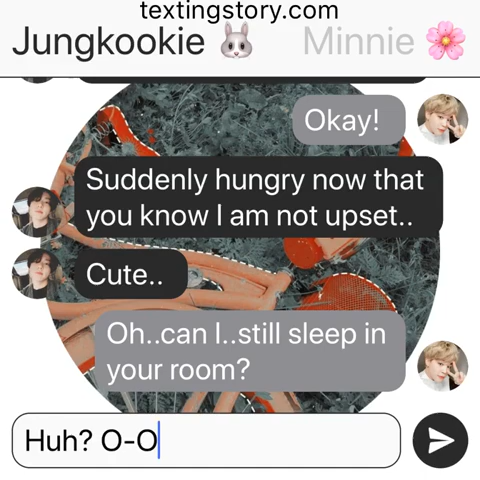 textingstory.com
Jungkookie 🐰 Minnie 🌸
Okay!
Suddenly hungry now that
you know I am not upset..
Cute..
Oh..can I..still sleep in
your room?
Huh? O-O